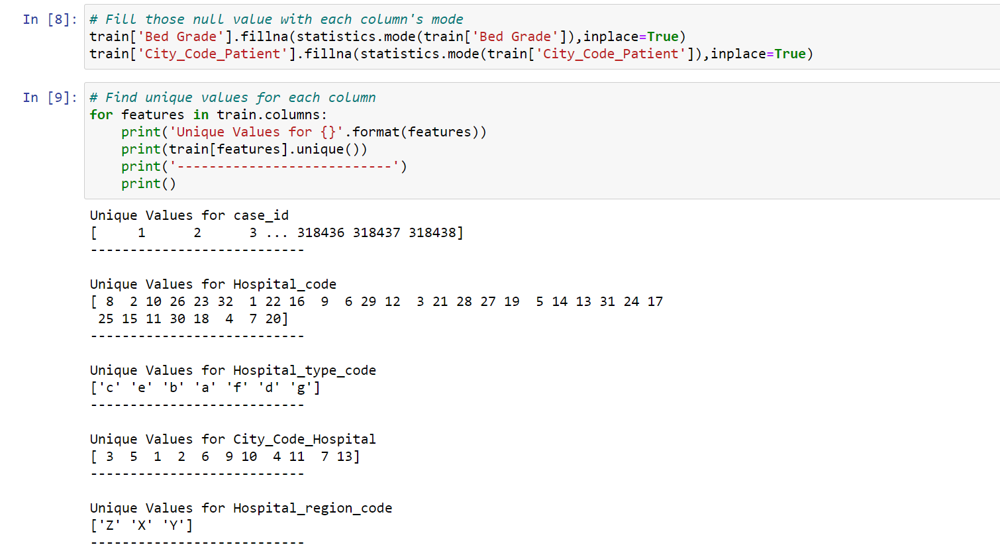 In [8]: # Fill those null value with each column's mode
train['Bed Grade'].fillna(statistics.mode(train['Bed Grade']),inplace=True)
train['City_Code_Patient'].fillna(statistics.mode(train['City_Code_Patient']),inplace=True)
In [9]: # Find unique values for each column
for features in train.columns:
    print('Unique Values for {}'.format(features))
    print(train[features].unique())
    print('---------------------------')
    print()
Unique Values for case_id
[     1      2      3 ... 318436 318437 318438]
---------------------------
Unique Values for Hospital_code
[ 8  2 10 26 23 32  1 22 16  9  6 29 12  3 21 28 27 19  5 14 13 31 24 17
 25 15 11 30 18  4  7 20]
---------------------------
Unique Values for Hospital_type_code
['c' 'e' 'b' 'a' 'f' 'd' 'g']
---------------------------
Unique Values for City_Code_Hospital
[ 3  5  1  2  6  9 10  4 11  7 13]
---------------------------
Unique Values for Hospital_region_code
['Z' 'X' 'Y']
---------------------------